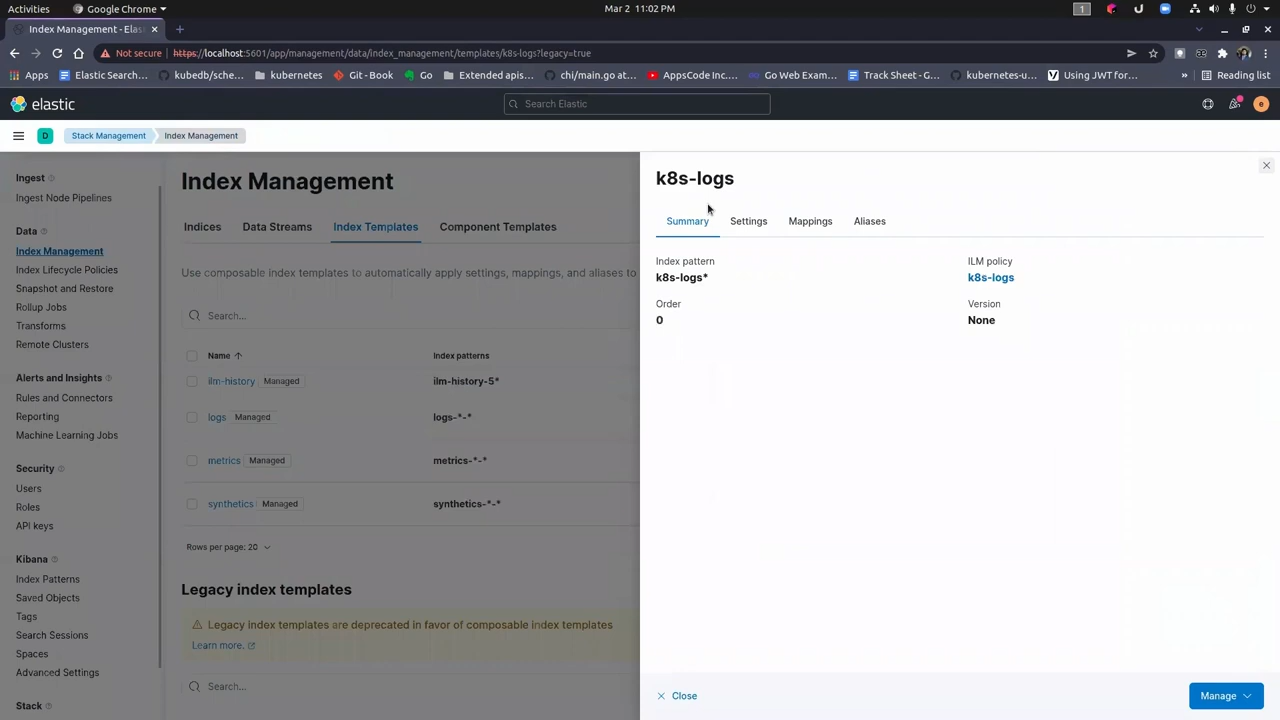 Activities Google Chrome Mar 2 11:02 PM 1
Index Management - Elas
Not secure https://localhost:5601/app/management/data/index_management/templates/k8s-logs?legacy=true
Apps Elastic Search... kubedb/sche... kubernetes Git - Book Go Extended apis... chi/main.go at... AppsCode Inc.... Go Web Exam... Track Sheet - G... kubernetes-u... Using JWT for... » Reading list
elastic Search Elastic e
D Stack Management Index Management
Ingest
Ingest Node Pipelines
Data
Index Management
Index Lifecycle Policies
Snapshot and Restore
Rollup Jobs
Transforms
Remote Clusters
Alerts and Insights
Rules and Connectors
Reporting
Machine Learning Jobs
Security
Users
Roles
API keys
Kibana
Index Patterns
Saved Objects
Tags
Search Sessions
Spaces
Advanced Settings
Stack
Index Management
Indices Data Streams Index Templates Component Templates
Use composable index templates to automatically apply settings, mappings, and aliases to
Search...
Name Index patterns
ilm-history Managed ilm-history-5*
logs Managed logs-*-*
metrics Managed metrics-*-*
synthetics Managed synthetics-*-*
Rows per page: 20
Legacy index templates
Legacy index templates are deprecated in favor of composable index templates
Learn more.
Search...
k8s-logs
Summary Settings Mappings Aliases
Index pattern ILM policy
k8s-logs* k8s-logs
Order Version
0 None
Close Manage